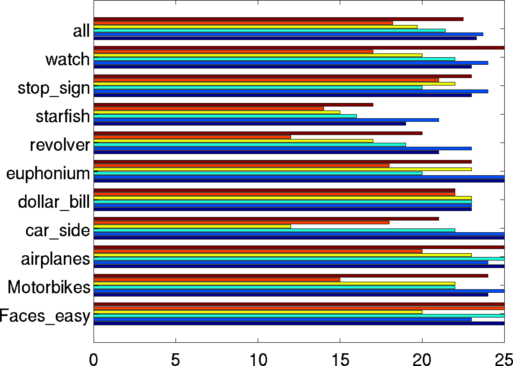 all
watch
stop_sign
starfish
revolver
euphonium
dollar_bill
car_side
airplanes
Motorbikes
Faces_easy
0 5 10 15 20 25